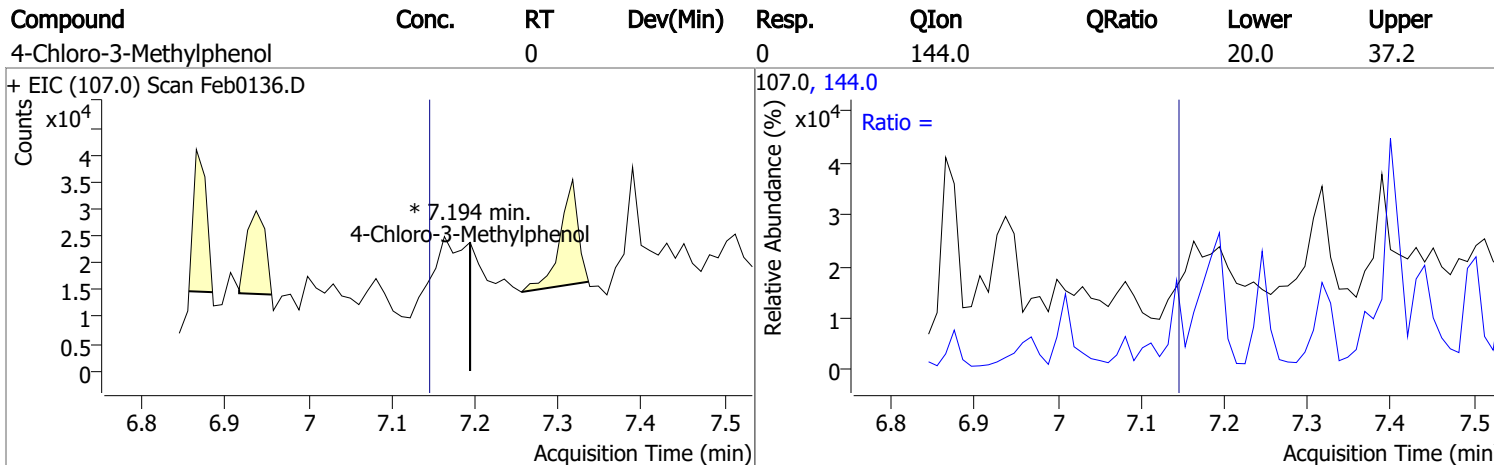 Compound Conc. RT Dev(Min) Resp. QIon QRatio Lower Upper
4-Chloro-3-Methylphenol 0 0 144.0 20.0 37.2
+ EIC (107.0) Scan Feb0136.D
Counts
x10⁴
4
3.5
3
2.5
2
1.5
1
0.5
0
* 7.194 min.
4-Chloro-3-Methylphenol
6.8 6.9 7 7.1 7.2 7.3 7.4 7.5
Acquisition Time (min)
107.0, 144.0
Relative Abundance (%)
x10⁴
Ratio =
4
3
2
1
0
6.8 6.9 7 7.1 7.2 7.3 7.4 7.5
Acquisition Time (min